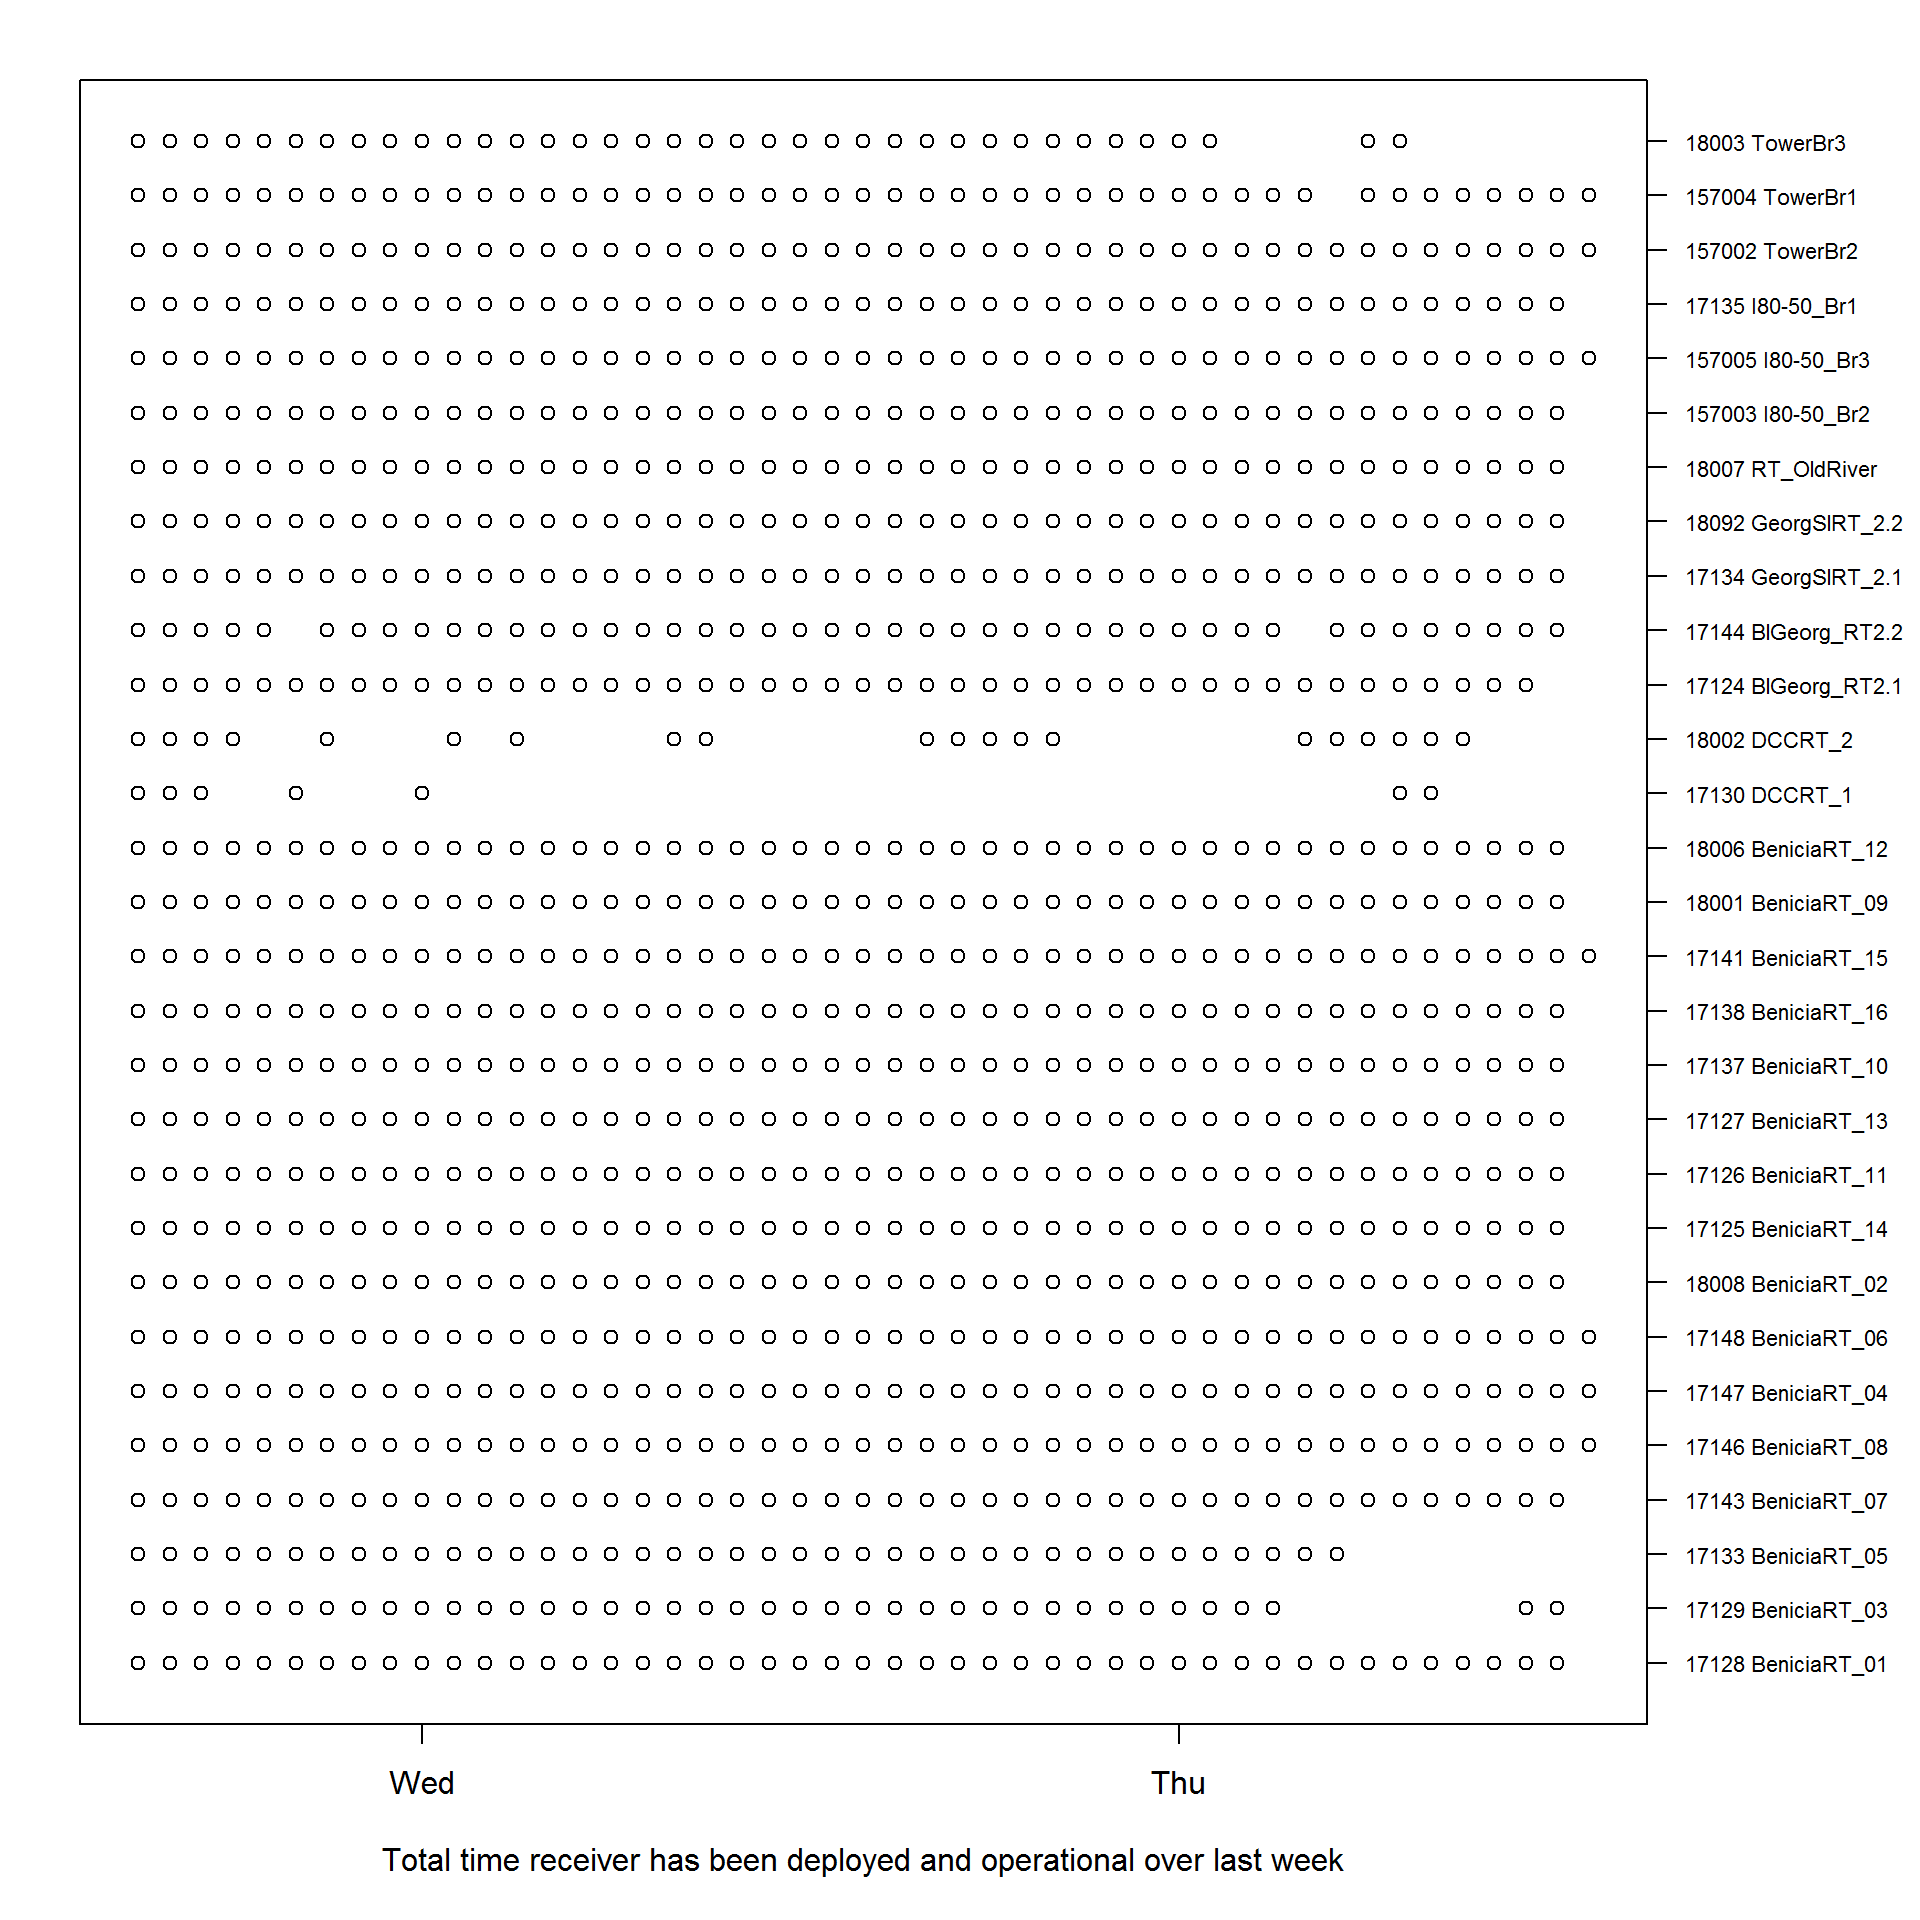 18003 TowerBr3
157004 TowerBr1
157002 TowerBr2
17135 I80-50_Br1
157005 I80-50_Br3
157003 I80-50_Br2
18007 RT_OldRiver
18092 GeorgSlRT_2.2
17134 GeorgSlRT_2.1
17144 BlGeorg_RT2.2
17124 BlGeorg_RT2.1
18002 DCCRT_2
17130 DCCRT_1
18006 BeniciaRT_12
18001 BeniciaRT_09
17141 BeniciaRT_15
17138 BeniciaRT_16
17137 BeniciaRT_10
17127 BeniciaRT_13
17126 BeniciaRT_11
17125 BeniciaRT_14
18008 BeniciaRT_02
17148 BeniciaRT_06
17147 BeniciaRT_04
17146 BeniciaRT_08
17143 BeniciaRT_07
17133 BeniciaRT_05
17129 BeniciaRT_03
17128 BeniciaRT_01
Wed Thu
Total time receiver has been deployed and operational over last week